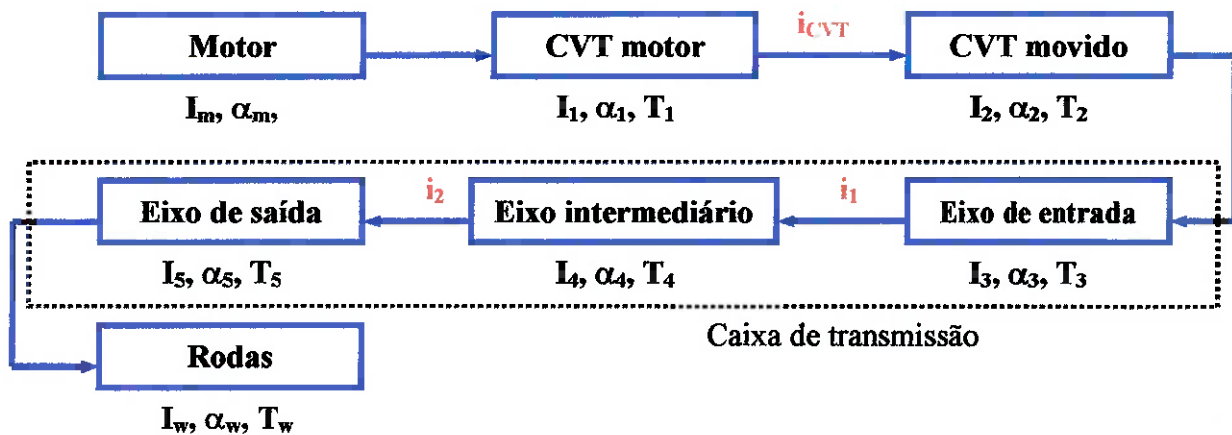 i_CVT
Motor CVT motor CVT movido
I_m, α_m, I_1, α_1, T_1 I_2, α_2, T_2
i_2 i_1
Eixo de saída Eixo intermediário Eixo de entrada
I_5, α_5, T_5 I_4, α_4, T_4 I_3, α_3, T_3
Caixa de transmissão
Rodas
I_w, α_w, T_w